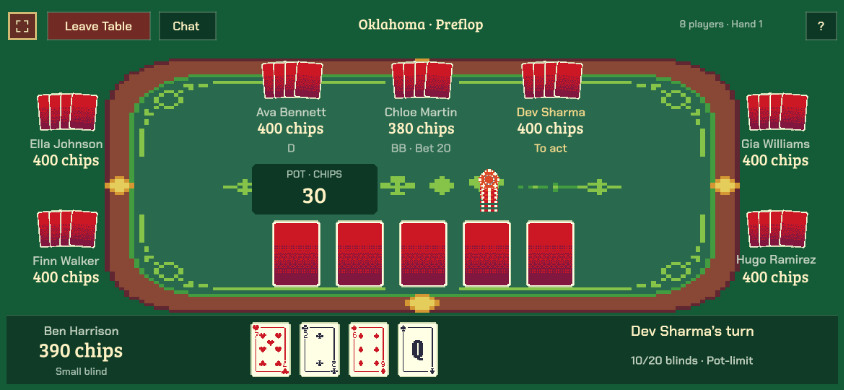 Leave Table
Chat
Oklahoma · Preflop
8 players · Hand 1
?
Ava Bennett
400 chips
D
Chloe Martin
380 chips
BB · Bet 20
Dev Sharma
400 chips
To act
Ella Johnson
400 chips
Gia Williams
400 chips
POT · CHIPS
30
Finn Walker
400 chips
Hugo Ramirez
400 chips
Ben Harrison
390 chips
Small blind
Q
Dev Sharma's turn
10/20 blinds · Pot-limit